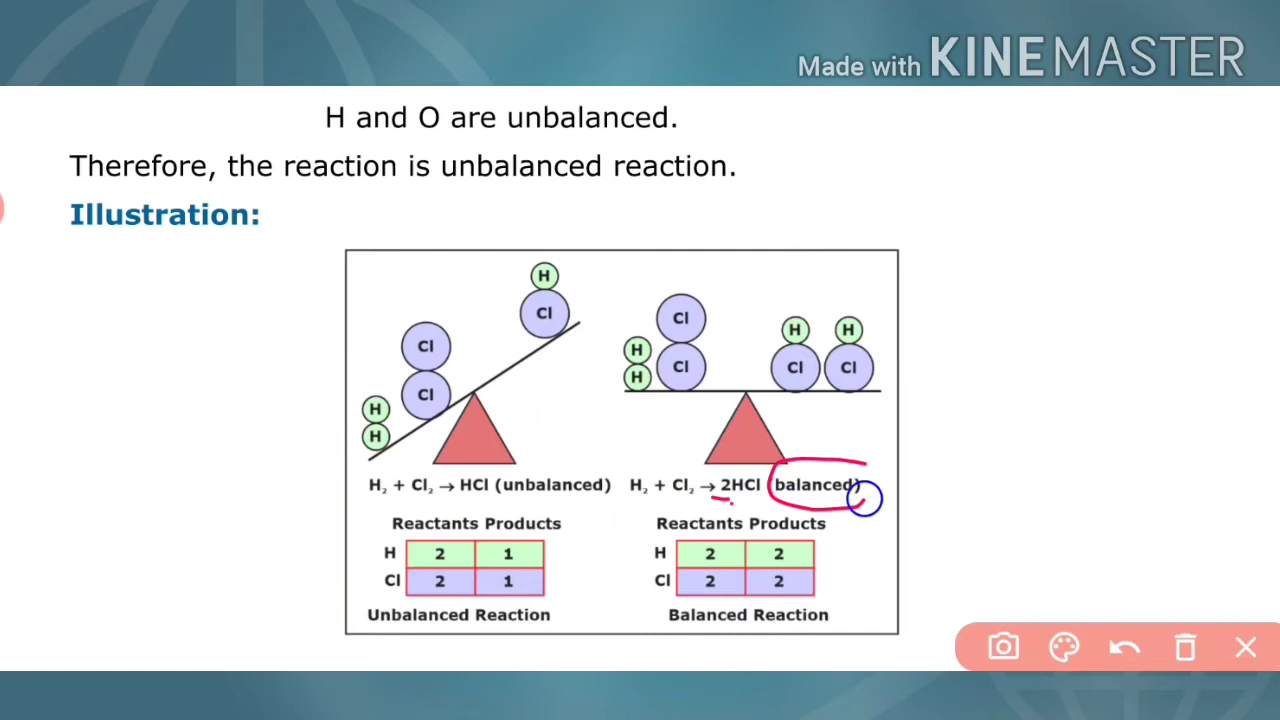 Made with KINEMASTER
H and O are unbalanced.
Therefore, the reaction is unbalanced reaction.
Illustration:
H
Cl
Cl
Cl
H
H
Cl
Cl
H
H
H
H
Cl
Cl
H₂ + Cl₂ → HCl (unbalanced)
H₂ + Cl₂ → 2HCl (balanced)
Reactants Products
H 2 1
Cl 2 1
Unbalanced Reaction
Reactants Products
H 2 2
Cl 2 2
Balanced Reaction